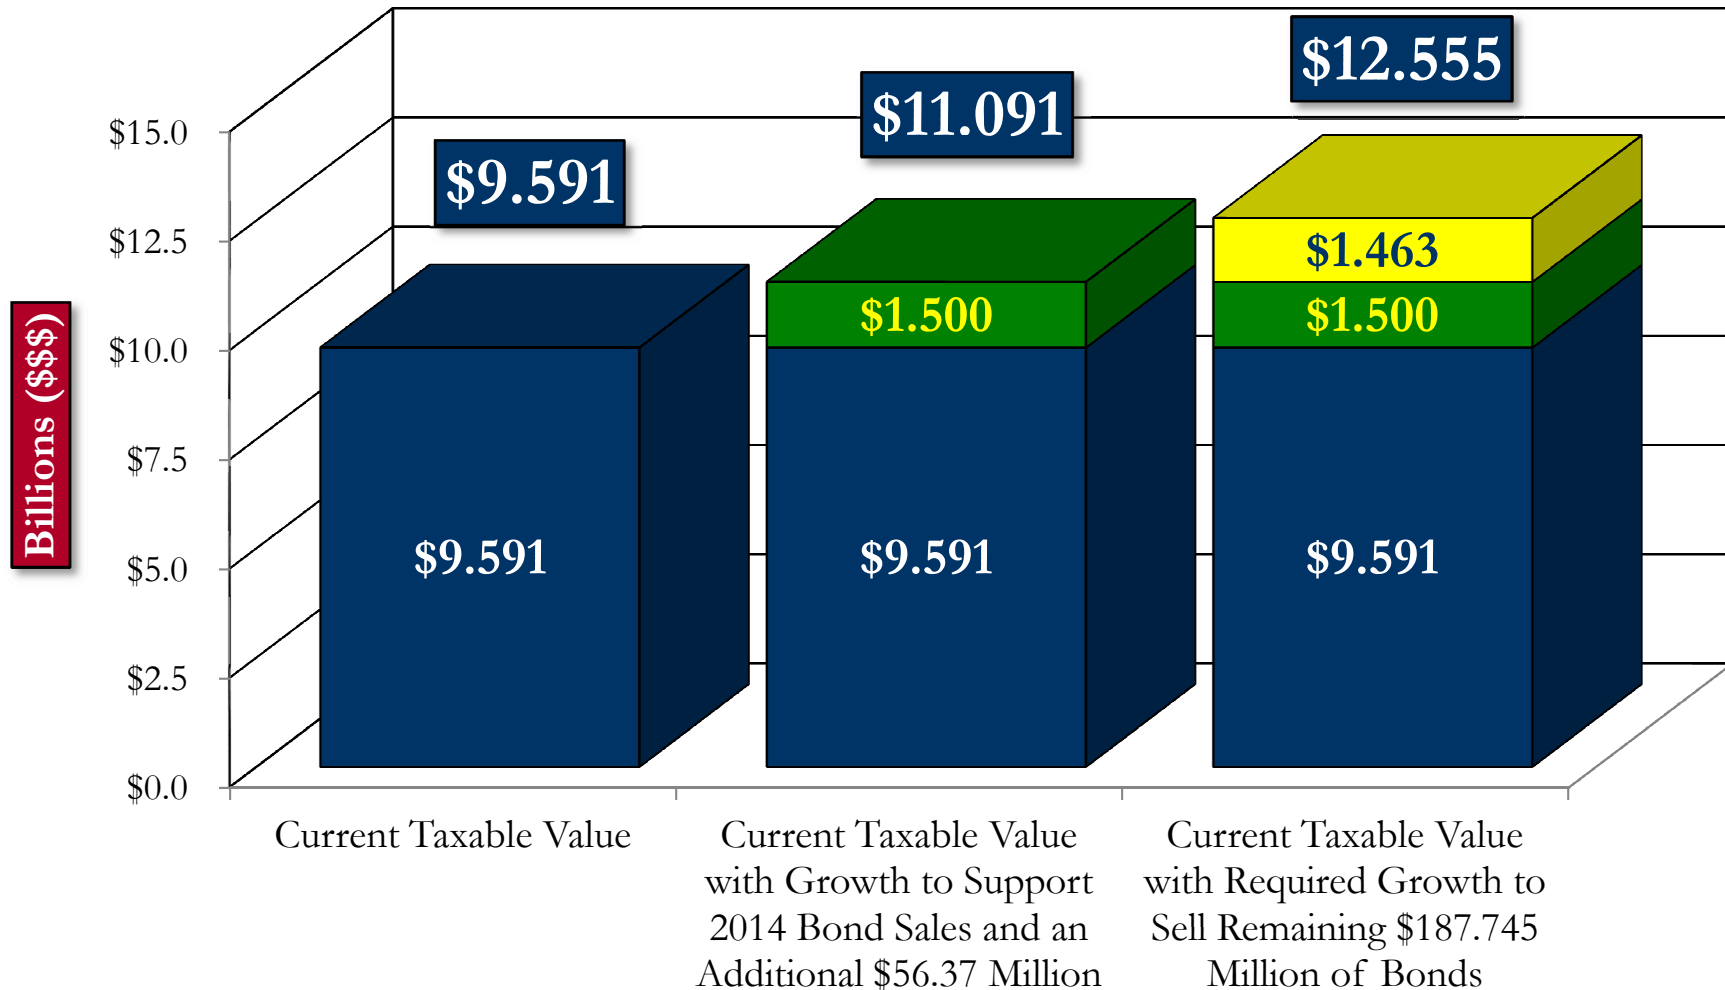 $12.555
$11.091
$9.591
Billions ($$$)
$15.0
$12.5
$10.0
$7.5
$5.0
$2.5
$0.0
$1.463
$1.500
$1.500
$9.591
$9.591
$9.591
Current Taxable Value
Current Taxable Value
with Growth to Support
2014 Bond Sales and an
Additional $56.37 Million
Current Taxable Value
with Required Growth to
Sell Remaining $187.745
Million of Bonds